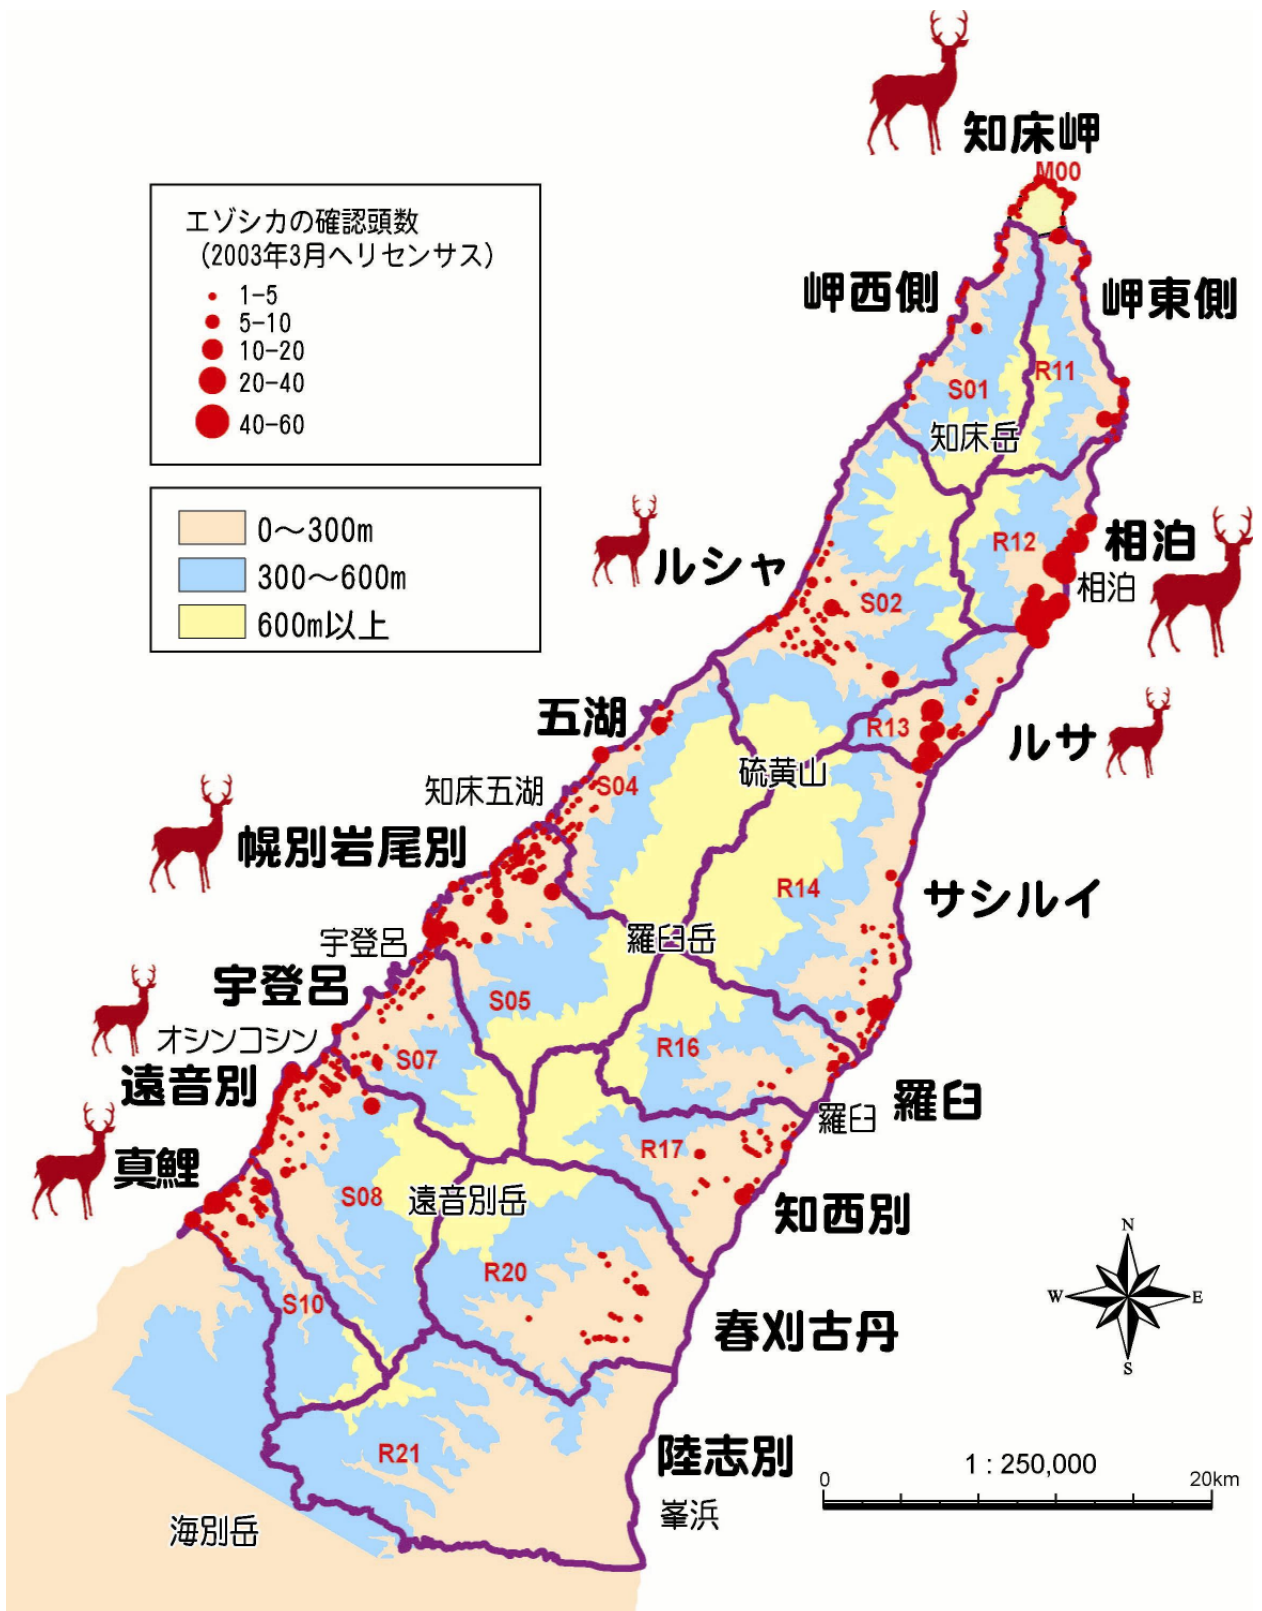 知床岬
M00
エゾシカの確認頭数
(2003年3月ヘリセンサス)
1-5
5-10
10-20
20-40
40-60
岬西側
岬東側
R11
S01
知床岳
0〜300m
300〜600m
600m以上
R12
相泊
相泊
ルシャ
S02
五湖
R13
ルサ
硫黄山
知床五湖
S04
幌別岩尾別
R14
サシルイ
宇登呂
羅臼岳
宇登呂
S05
オシンコシン
S07
R16
遠音別
羅臼
羅臼
真鯉
R17
S08
遠音別岳
知西別
N
W
E
S
R20
S10
春刈古丹
R21
陸志別
1 : 250,000
0
20km
峯浜
海別岳